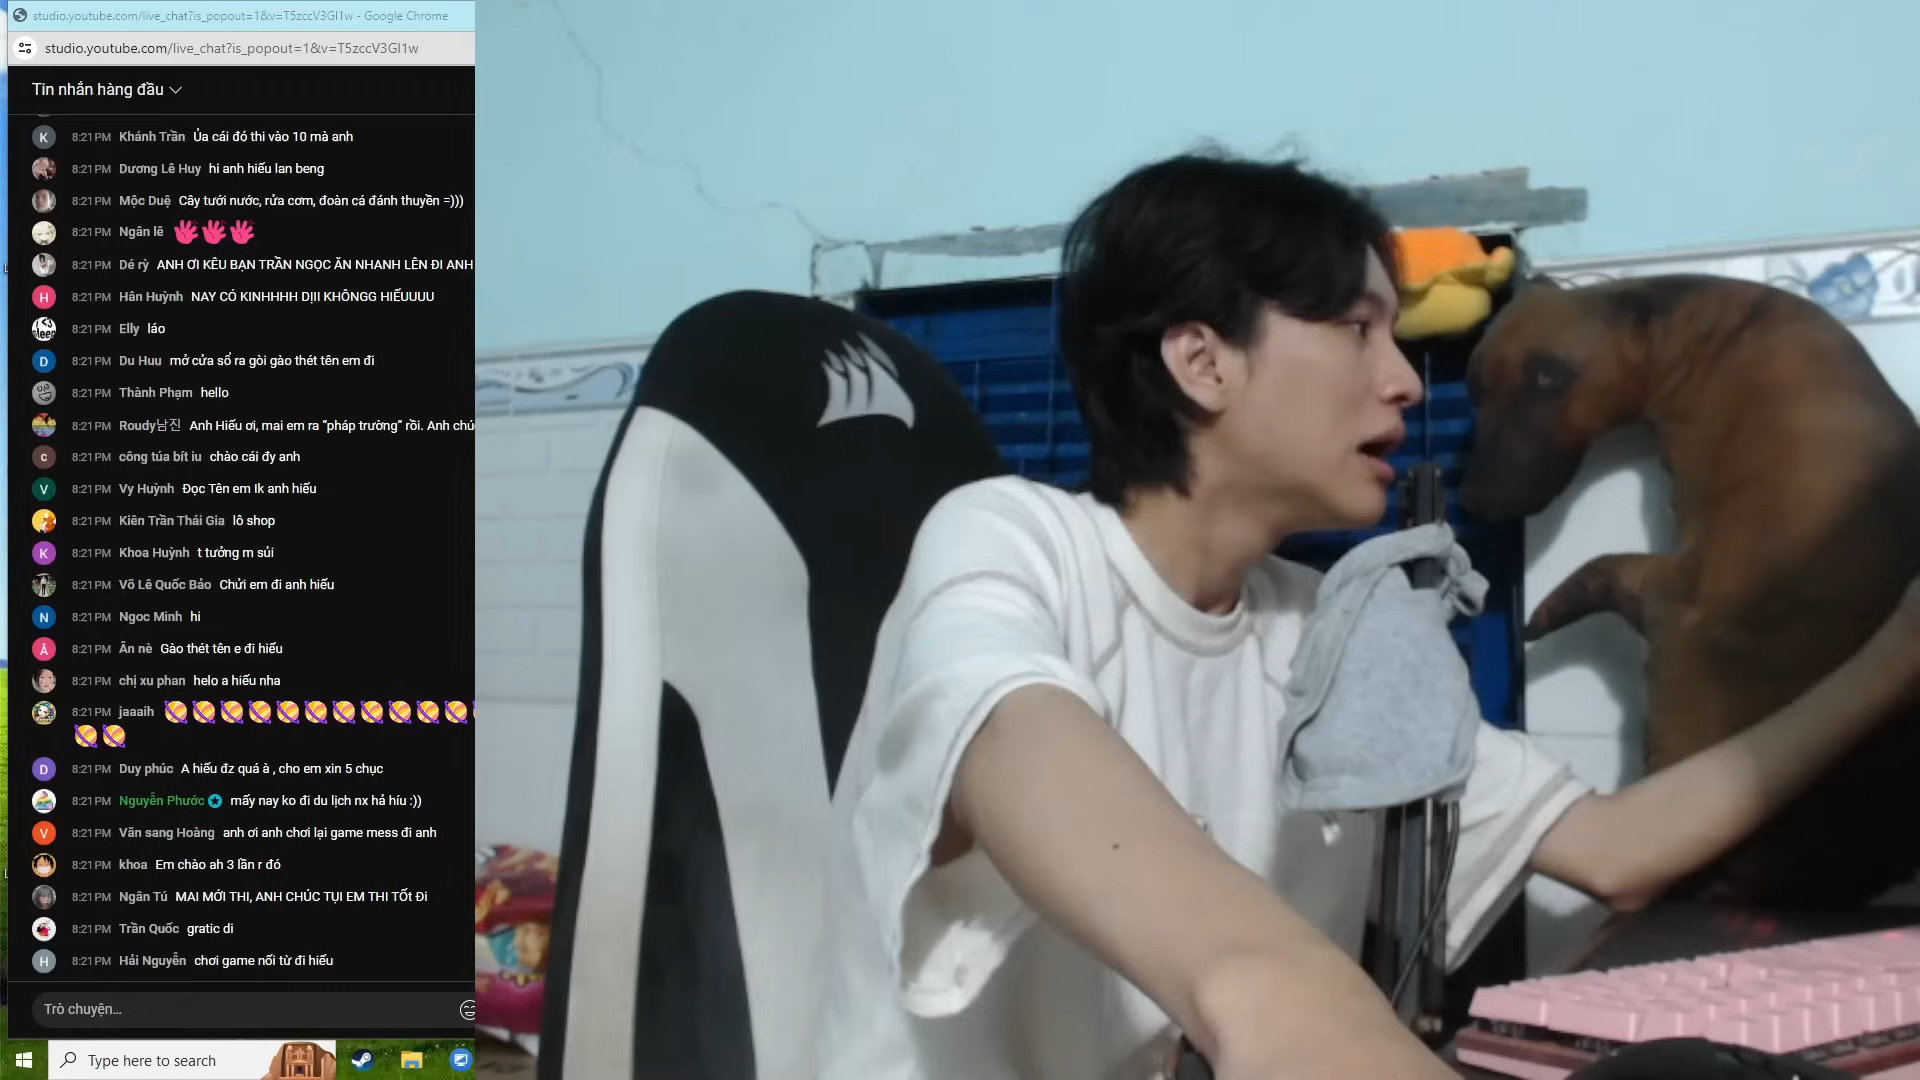 studio.youtube.com/live_chat?is_popout=1&v=T5zccV3GI1w - Google Chrome
studio.youtube.com/live_chat?is_popout=1&v=T5zccV3GI1w
Tin nhắn hàng đầu
K 8:21 PM Khánh Trần Ủa cái đó thi vào 10 mà anh
8:21 PM Dương Lê Huy hi anh hiếu lan beng
8:21 PM Mộc Duệ Cây tưới nước, rửa cơm, đoàn cá đánh thuyền =)))
8:21 PM Ngân lê
8:21 PM Dé rỳ ANH ƠI KÊU BẠN TRẦN NGỌC ĂN NHANH LÊN ĐI ANH
H 8:21 PM Hân Huỳnh NAY CÓ KINHHHH DỊII KHÔNGG HIẾUUUU
8:21 PM Elly láo
D 8:21 PM Du Huu mở cửa sổ ra gòi gào thét tên em đi
8:21 PM Thành Phạm hello
8:21 PM Roudy남진 Anh Hiếu ơi, mai em ra "pháp trường" rồi. Anh chú
c 8:21 PM công túa bít iu chào cái đy anh
V 8:21 PM Vy Huỳnh Đọc Tên em lk anh hiếu
8:21 PM Kiên Trần Thái Gia lô shop
K 8:21 PM Khoa Huỳnh t tưởng m sủi
8:21 PM Võ Lê Quốc Bảo Chửi em đi anh hiếu
N 8:21 PM Ngoc Minh hi
Â 8:21 PM Ân nè Gào thét tên e đi hiếu
8:21 PM chị xu phan helo a hiếu nha
8:21 PM jaaaih
D 8:21 PM Duy phúc A hiếu đz quá à , cho em xin 5 chục
8:21 PM Nguyễn Phước mấy nay ko đi du lịch nx hả híu :))
V 8:21 PM Văn sang Hoàng anh ơi anh chơi lại game mess đi anh
8:21 PM khoa Em chào ah 3 lần r đó
8:21 PM Ngân Tú MAI MỚI THI, ANH CHÚC TỤI EM THI TỐt Đi
8:21 PM Trần Quốc gratic di
H 8:21 PM Hải Nguyễn chơi game nối từ đi hiếu
Trò chuyện...
Type here to search